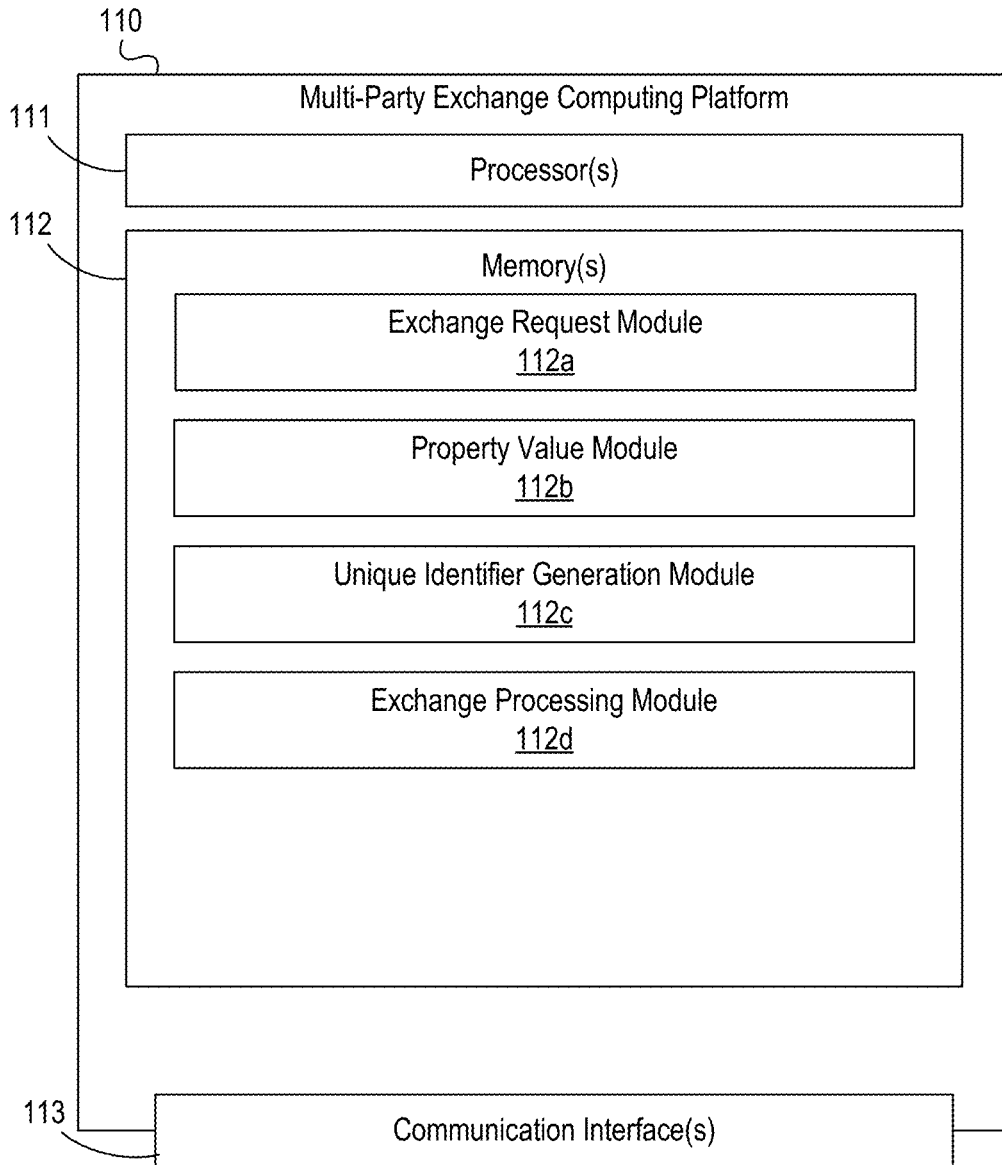 110
Multi-Party Exchange Computing Platform
111
Processor(s)
112
Memory(s)
Exchange Request Module
112a
Property Value Module
112b
Unique Identifier Generation Module
112c
Exchange Processing Module
112d
113
Communication Interface(s)